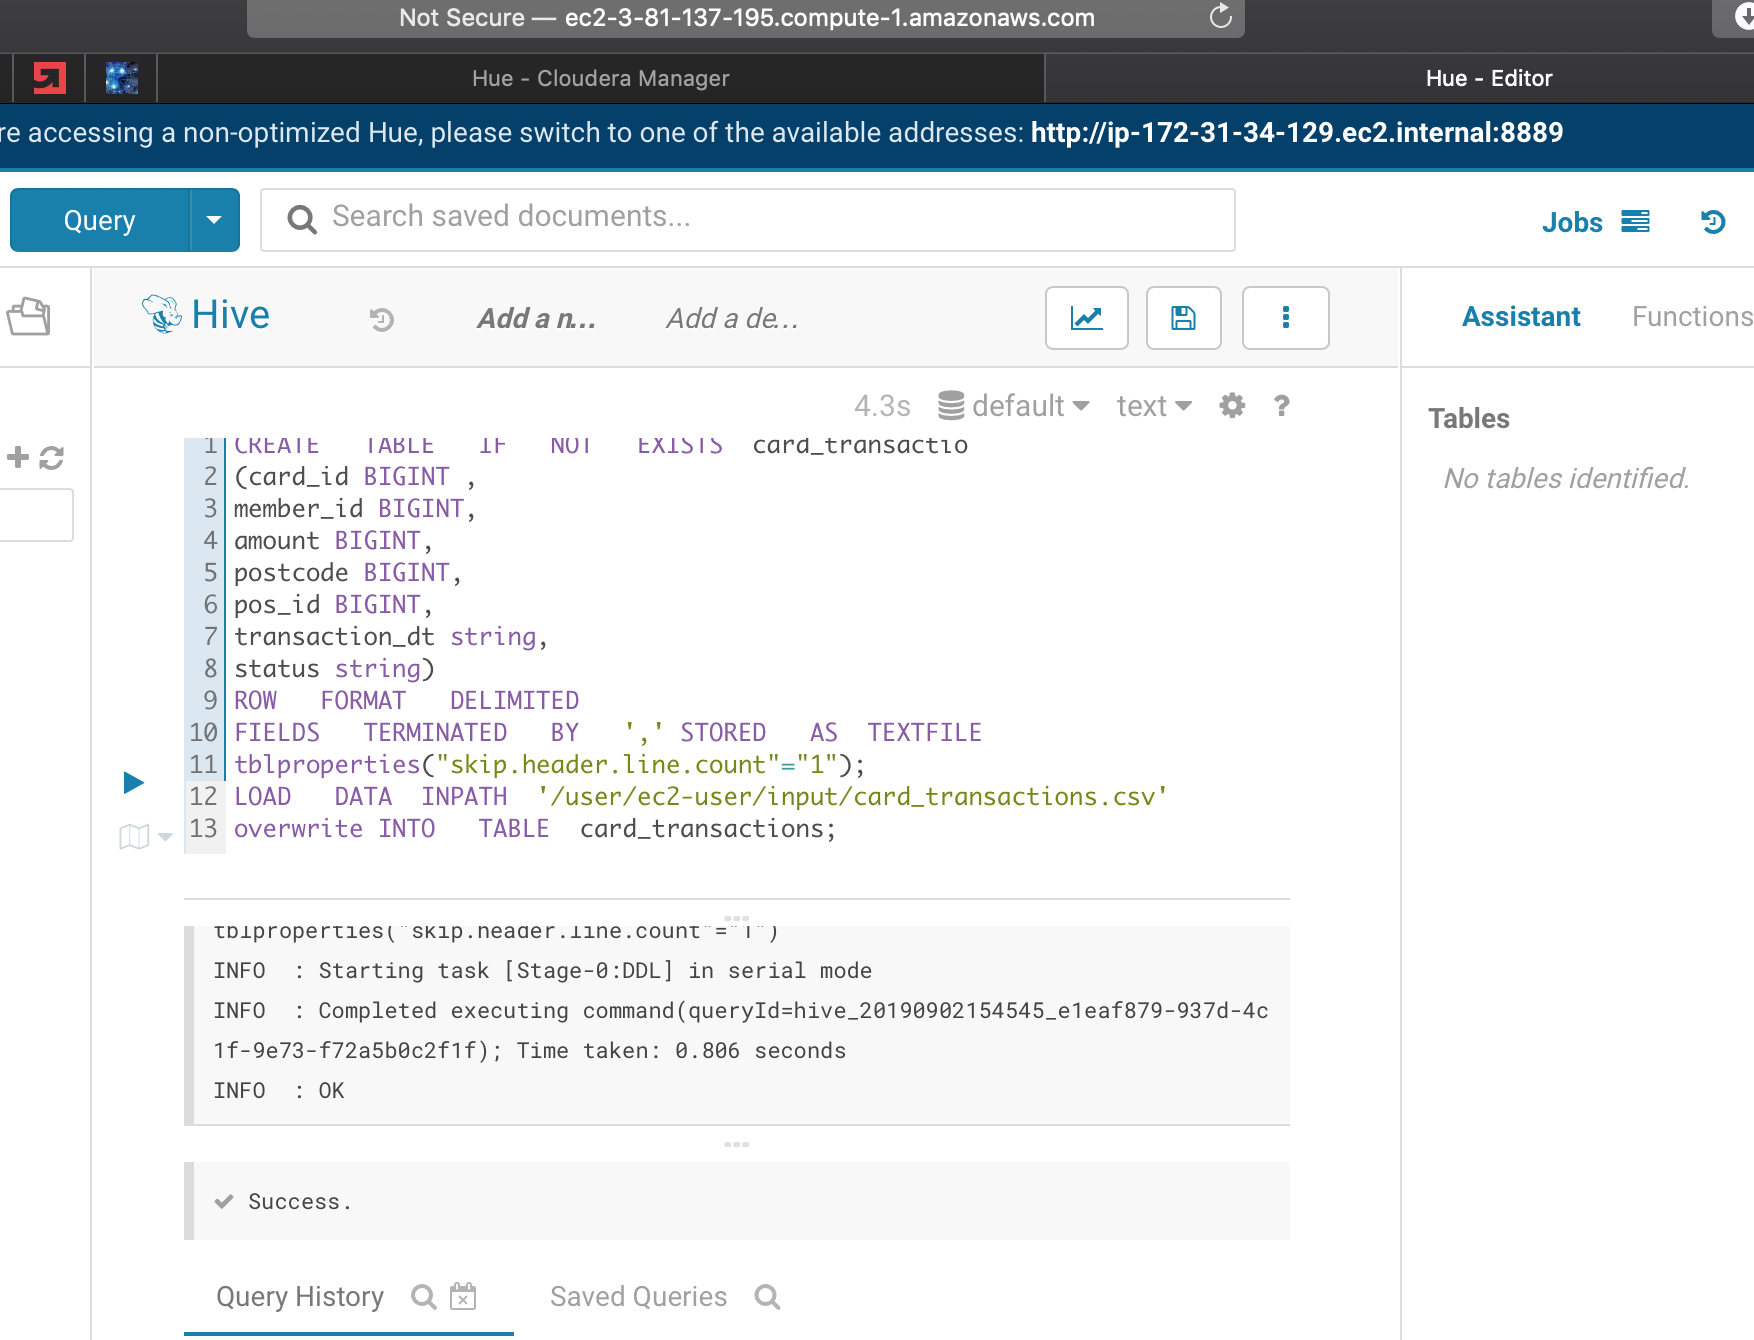 Not Secure — ec2-3-81-137-195.compute-1.amazonaws.com
Hue - Cloudera Manager
Hue - Editor
re accessing a non-optimized Hue, please switch to one of the available addresses: http://ip-172-31-34-129.ec2.internal:8889
Query
Search saved documents...
Jobs
Hive
Add a n...
Add a de...
Assistant
Functions
4.3s
default
text
?
Tables
No tables identified.
1 CREATE TABLE IF NOT EXISTS card_transactio
2 (card_id BIGINT ,
3 member_id BIGINT,
4 amount BIGINT,
5 postcode BIGINT,
6 pos_id BIGINT,
7 transaction_dt string,
8 status string)
9 ROW FORMAT DELIMITED
10 FIELDS TERMINATED BY ',' STORED AS TEXTFILE
11 tblproperties("skip.header.line.count"="1");
12 LOAD DATA INPATH '/user/ec2-user/input/card_transactions.csv'
13 overwrite INTO TABLE card_transactions;
tblproperties("skip.header.line.count"="1")
INFO : Starting task [Stage-0:DDL] in serial mode
INFO : Completed executing command(queryId=hive_20190902154545_e1eaf879-937d-4c
1f-9e73-f72a5b0c2f1f); Time taken: 0.806 seconds
INFO : OK
Success.
Query History
Saved Queries